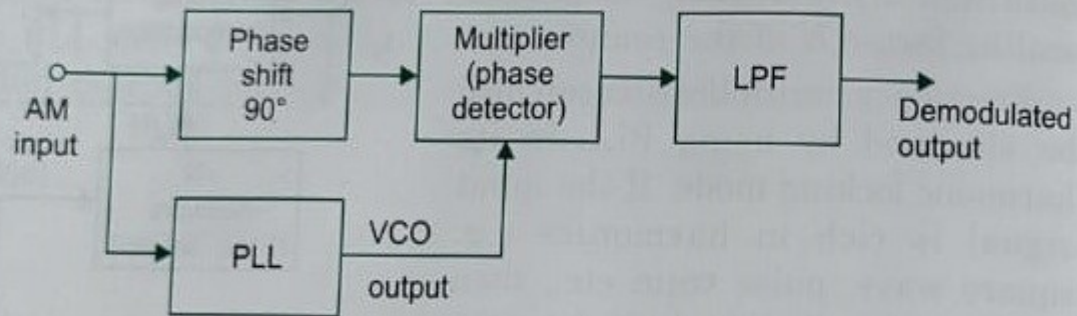 Phase
shift
90°
Multiplier
(phase
detector)
LPF
AM
input
Demodulated
output
PLL
VCO
output